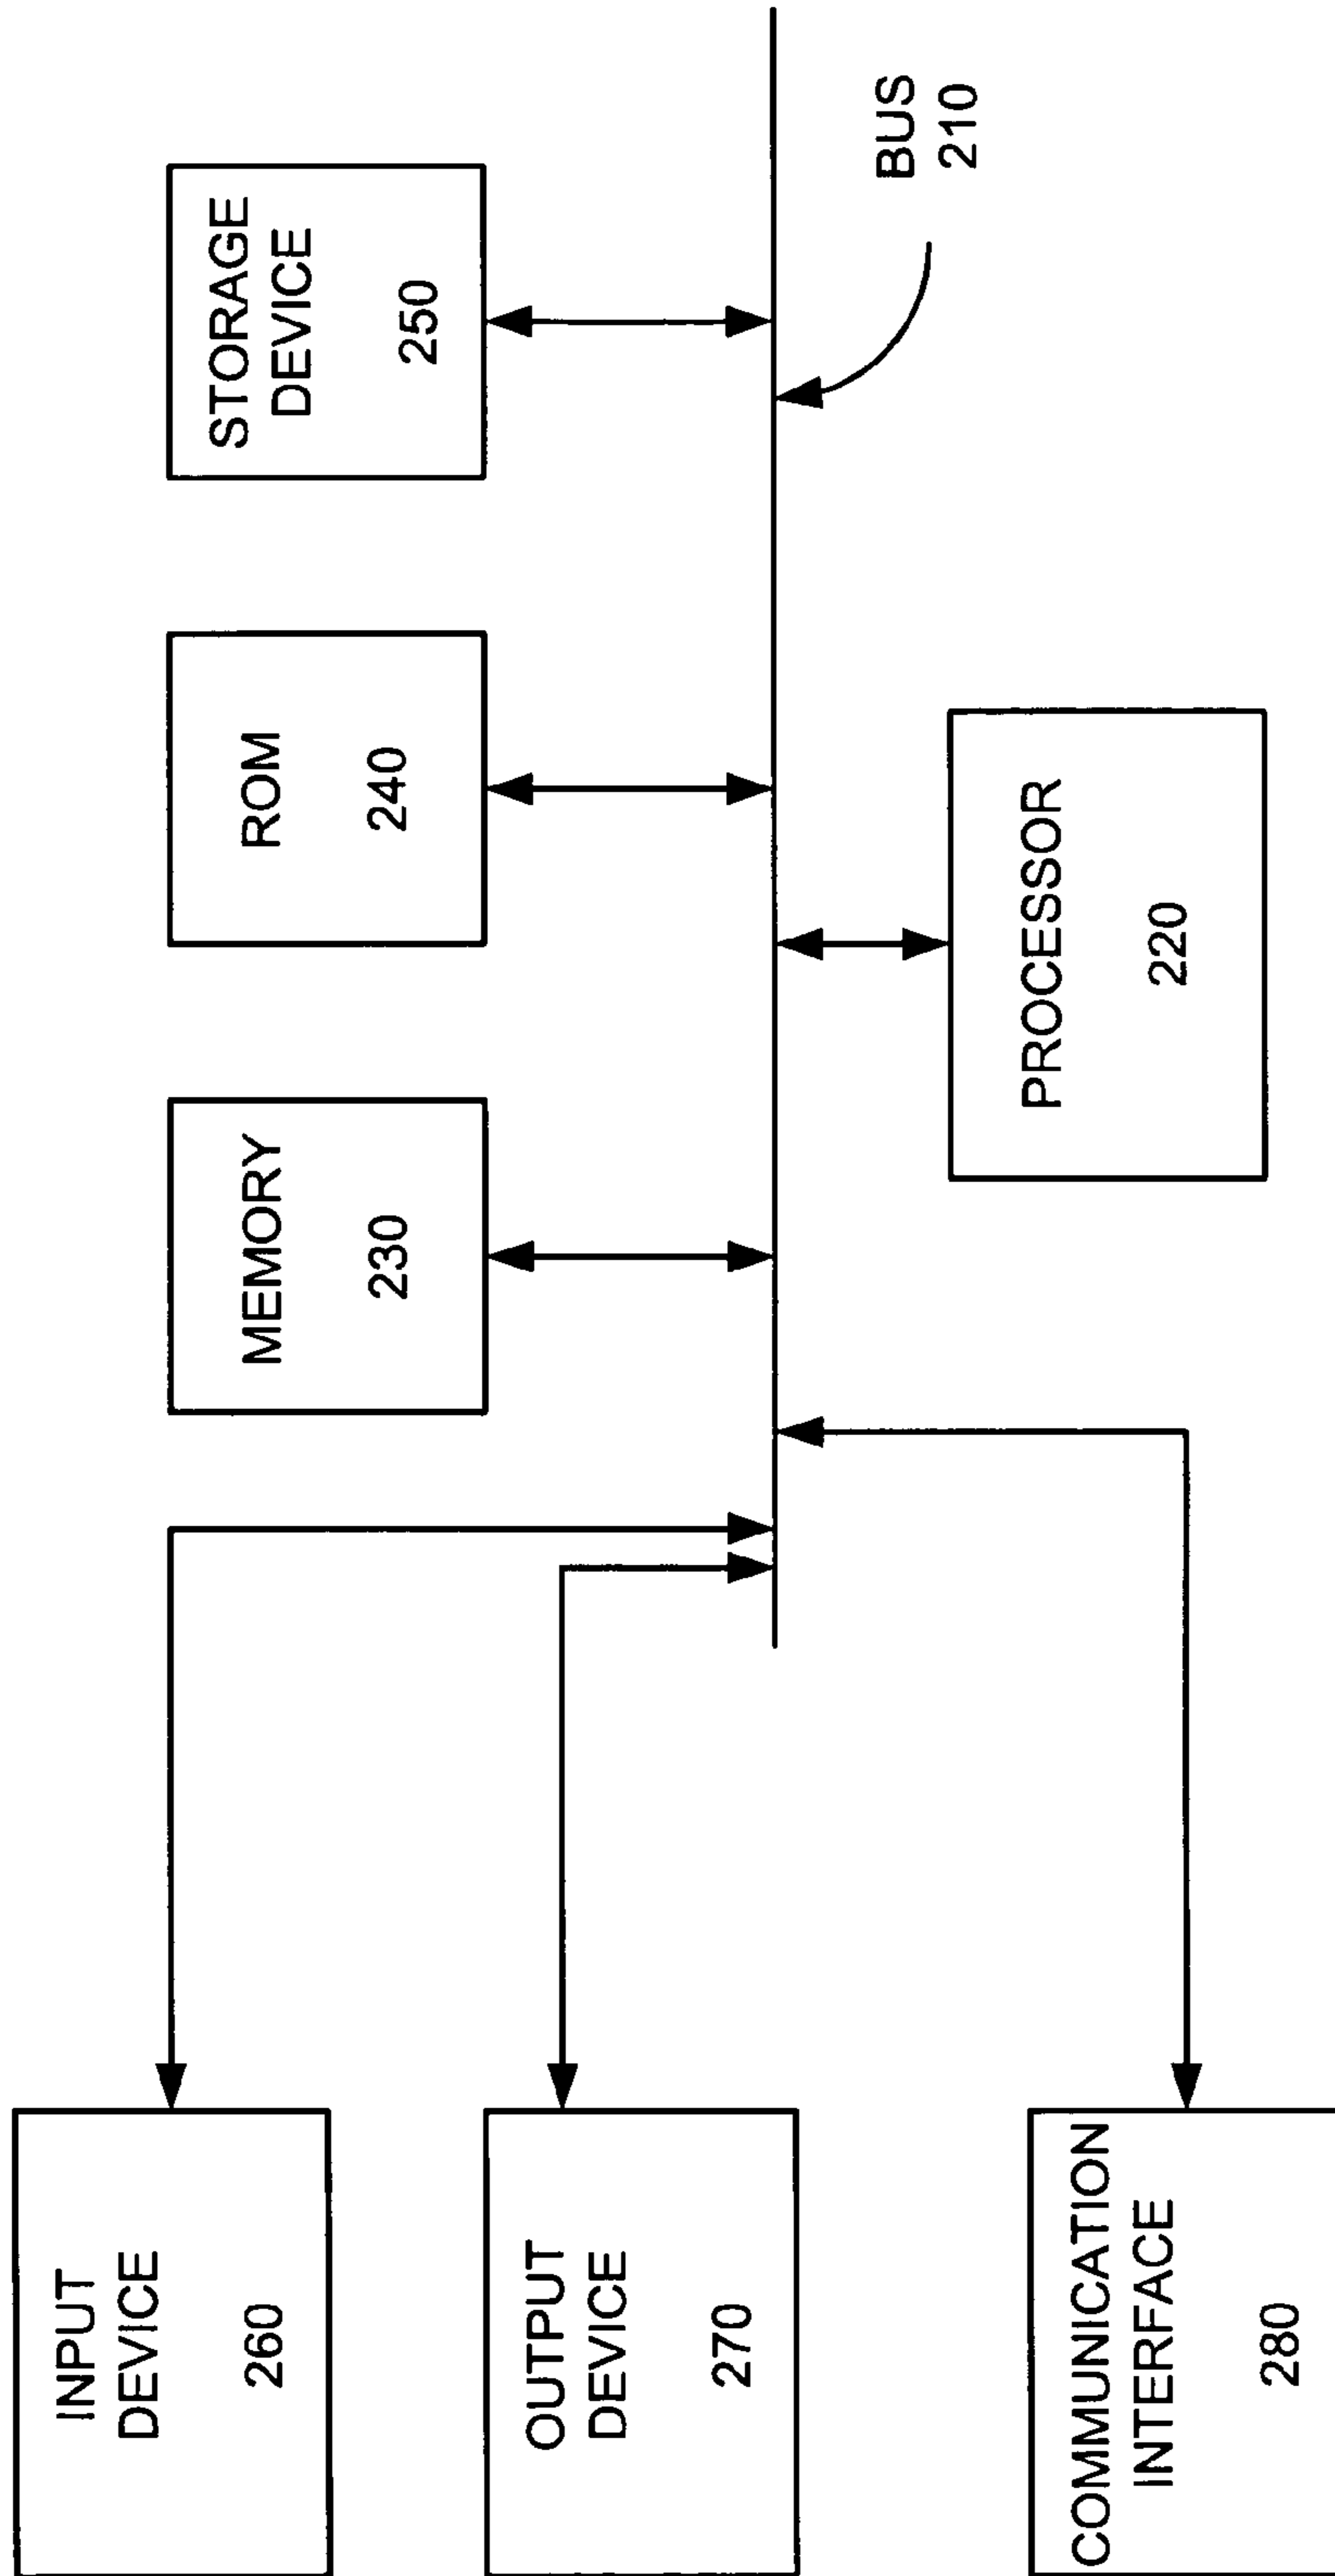 INPUT
DEVICE
260
OUTPUT
DEVICE
270
COMMUNICATION
INTERFACE
280
MEMORY
230
ROM
240
STORAGE
DEVICE
250
PROCESSOR
220
BUS
210